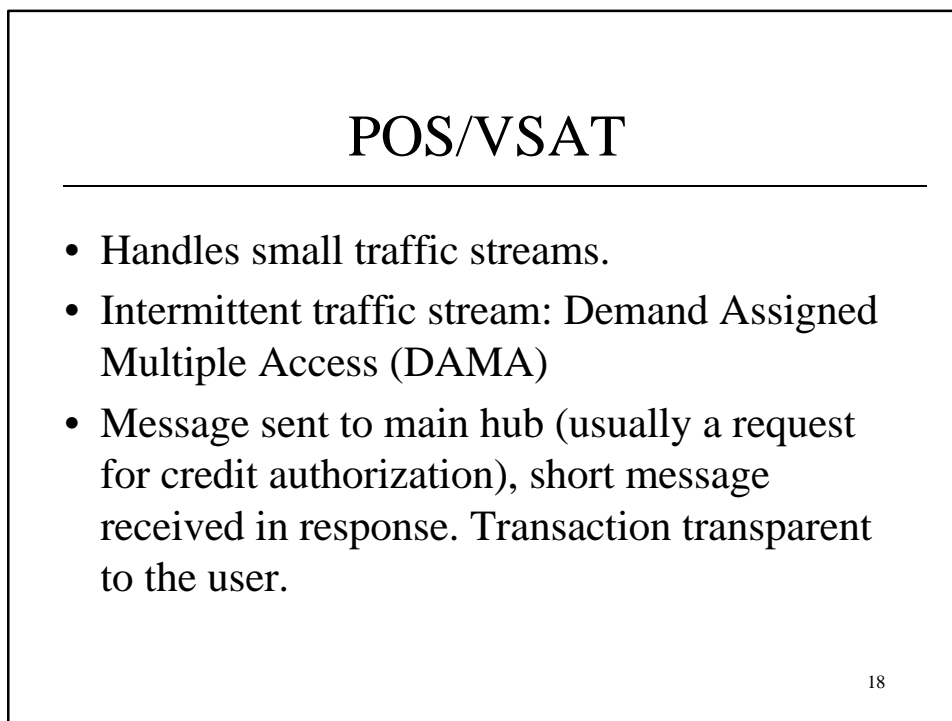 POS/VSAT
• Handles small traffic streams.
• Intermittent traffic stream: Demand Assigned
Multiple Access (DAMA)
• Message sent to main hub (usually a request
for credit authorization), short message
received in response. Transaction transparent
to the user.
18